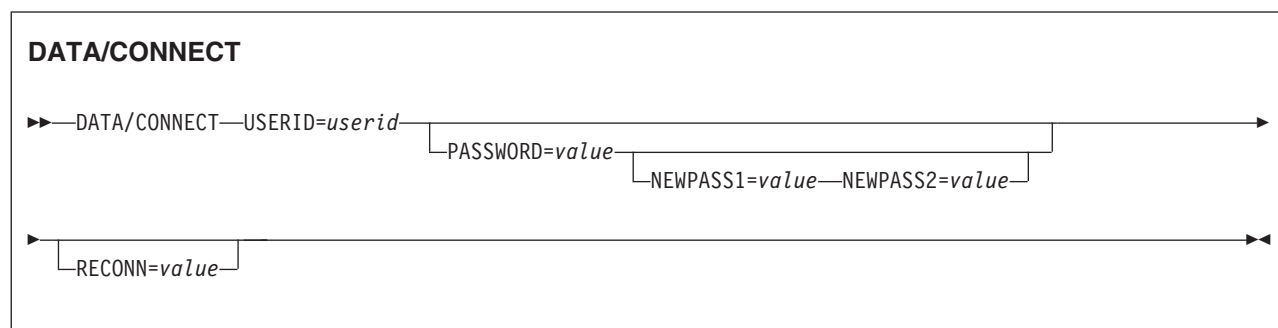 DATA/CONNECT
DATA/CONNECT USERID=userid
PASSWORD=value
NEWPASS1=value NEWPASS2=value
RECONN=value